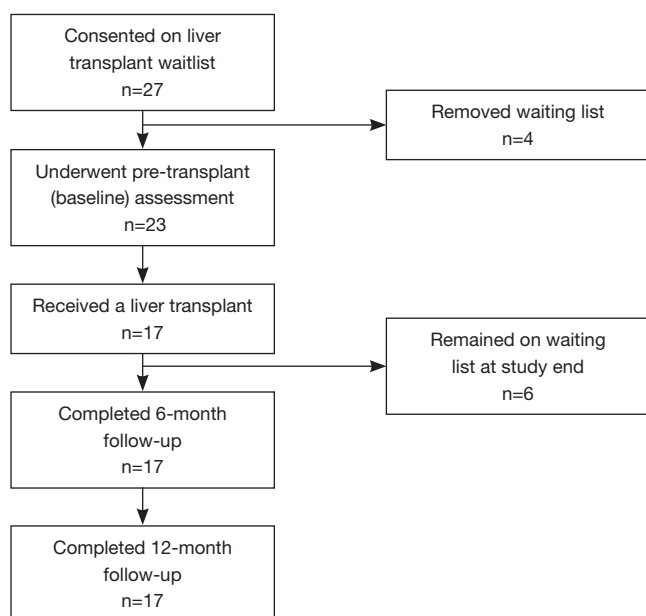 Consented on liver
transplant waitlist
n=27
Removed waiting list
n=4
Underwent pre-transplant
(baseline) assessment
n=23
Received a liver transplant
n=17
Remained on waiting
list at study end
n=6
Completed 6-month
follow-up
n=17
Completed 12-month
follow-up
n=17